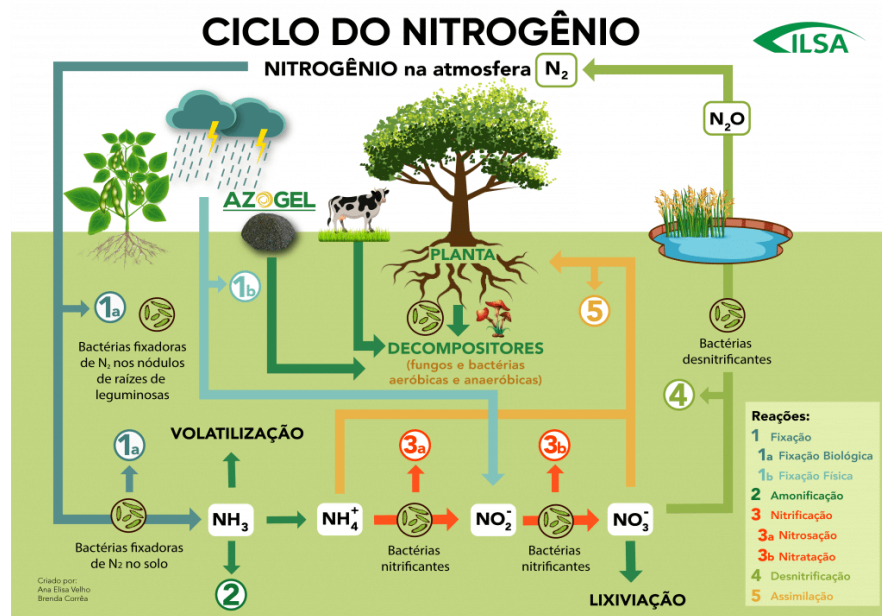 CICLO DO NITROGÊNIO
ILSA
NITROGÊNIO na atmosfera
N₂
N₂O
AZOGEL
PLANTA
1a
1b
5
Bactérias fixadoras
de N₂ nos nódulos
de raízes de
leguminosas
DECOMPOSITORES
(fungos e bactérias
aeróbicas e anaeróbicas)
Bactérias
desnitrificantes
4
1a
VOLATILIZAÇÃO
3a
3b
NH₃
NH₄⁺
NO₂⁻
NO₃⁻
Bactérias fixadoras
de N₂ no solo
Bactérias
nitrificantes
Bactérias
nitrificantes
2
LIXIVIAÇÃO
Criado por:
Ana Elisa Velho
Brenda Corrêa
Reações:
1 Fixação
1a Fixação Biológica
1b Fixação Física
2 Amonificação
3 Nitrificação
3a Nitrosação
3b Nitratação
4 Desnitrificação
5 Assimilação